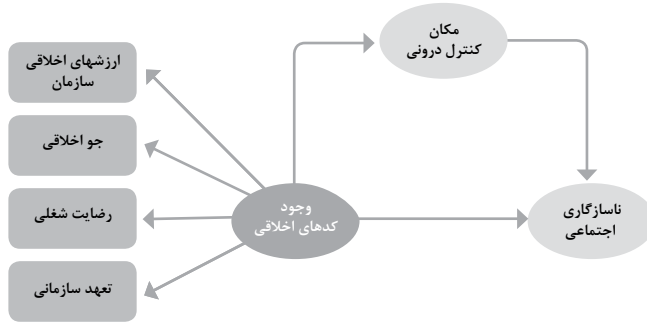 مکان
کنترل درونی
ارزشهای اخلاقی
سازمان
جو اخلاقی
رضایت شغلی
تعهد سازمانی
وجود
کدهای اخلاقی
ناسازگاری
اجتماعی